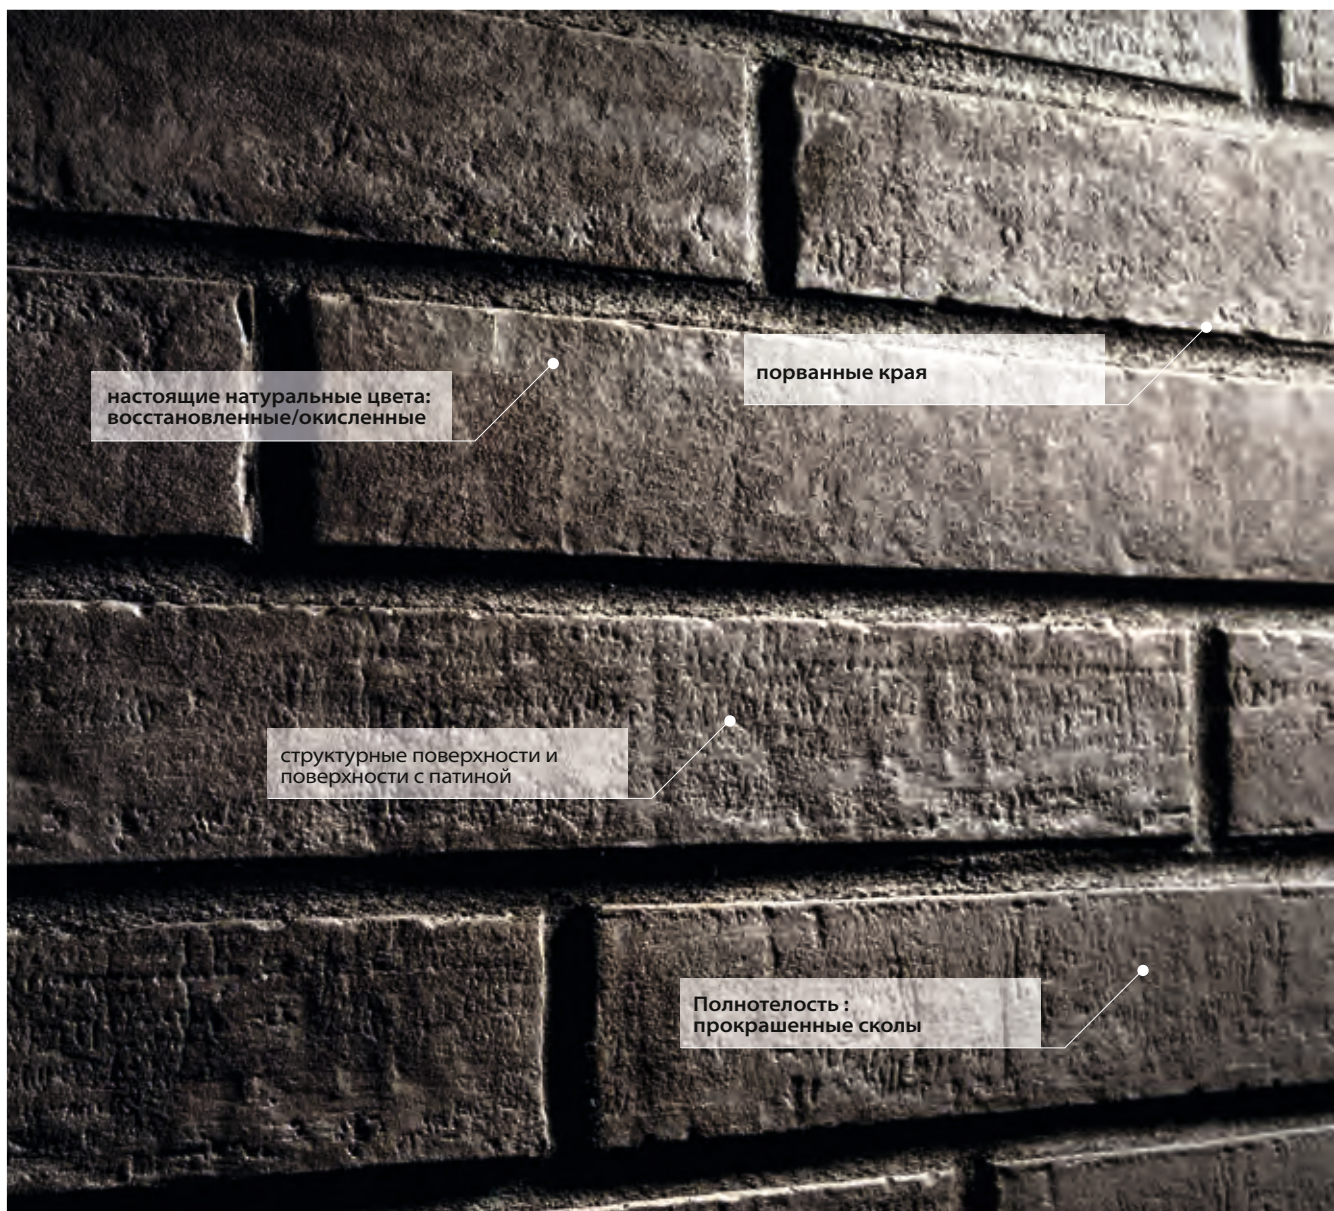 порванные края
настоящие натуральные цвета:
восстановленные/окисленные
структурные поверхности и
поверхности с патиной
Полнотелость :
прокрашенные сколы